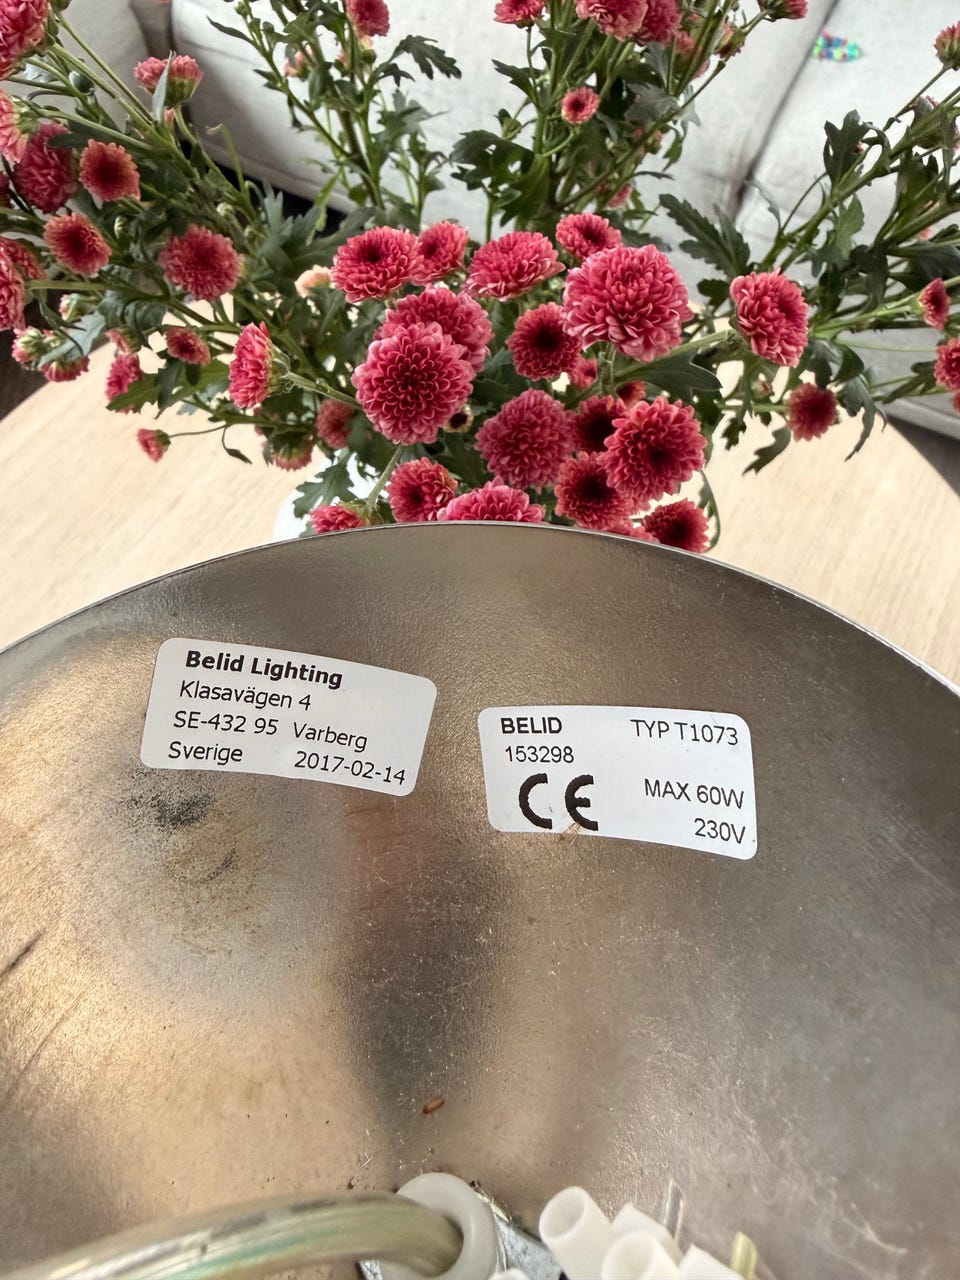 Belid Lighting
Klasavägen 4
SE-432 95 Varberg
Sverige 2017-02-14
BELID TYP T1073
153298
CE MAX 60W
230V